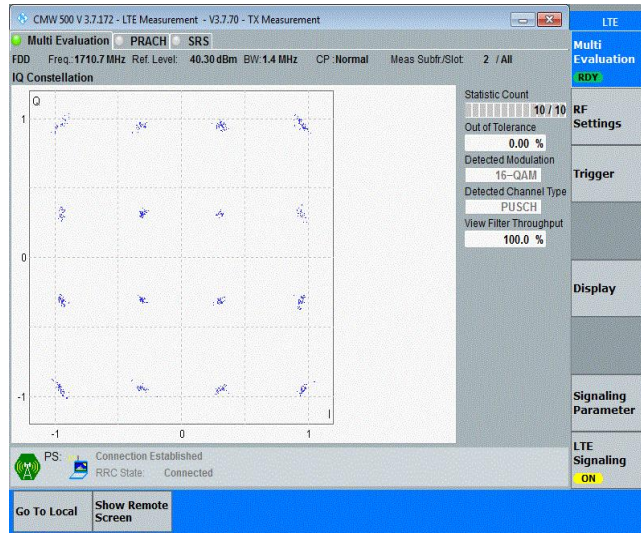 CMW 500 V 3.7.172 - LTE Measurement - V3.7.70 - TX Measurement
LTE
Multi Evaluation PRACH SRS
FDD Freq.:1710.7 MHz Ref. Level: 40.30 dBm BW:1.4 MHz CP :Normal Meas Subfr./Slot: 2 / All
IQ Constellation
Q
1
0
-1
-1 0 1
I
Statistic Count
10 / 10
Out of Tolerance
0.00 %
Detected Modulation
16-QAM
Detected Channel Type
PUSCH
View Filter Throughput
100.0 %
Multi
Evaluation
RDY
RF
Settings
Trigger
Display
Signaling
Parameter
LTE
Signaling
ON
PS: Connection Established
RRC State: Connected
Go To Local
Show Remote
Screen